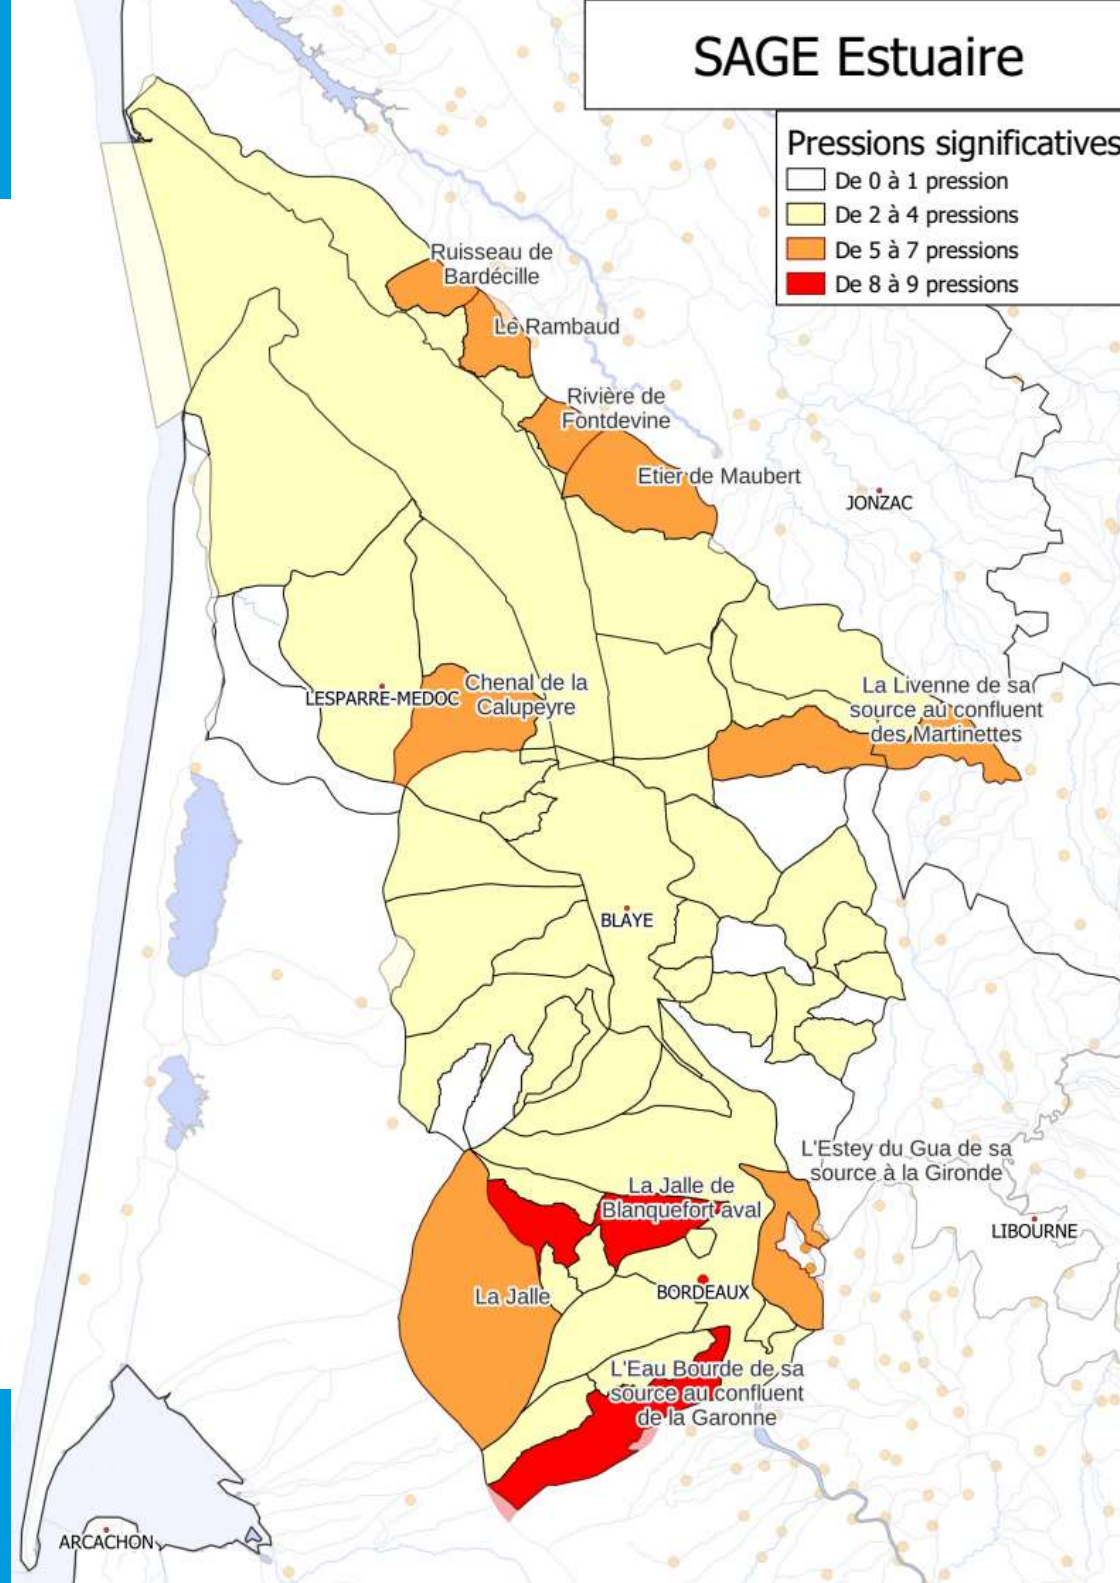 SAGE Estuaire
Pressions significatives
De 0 à 1 pression
De 2 à 4 pressions
De 5 à 7 pressions
De 8 à 9 pressions
Ruisseau de
Bardécille
Le Rambaud
Rivière de
Fontdevine
Etier de Maubert
JONZAC
Chenal de la
Calupeyre
LESPARRE-MEDOC
La Livenne de sa
source au confluent
des Martinettes
BLAYE
L'Estey du Gua de sa
source à la Gironde
La Jalle de
Blanquefort aval
LIBOURNE
La Jalle
BORDEAUX
L'Eau Bourde de sa
source au confluent
de la Garonne
ARCACHON